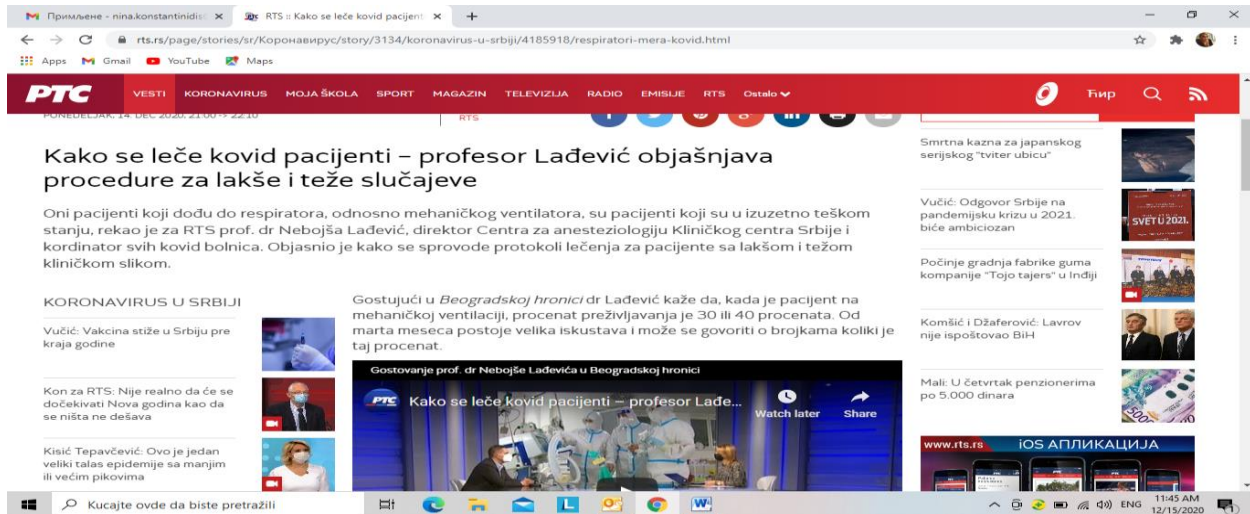 Примљене - nina.konstantinidis
RTS :: Kako se leče kovid pacijent
rts.rs/page/stories/sr/Коронавирус/story/3134/koronavirus-u-srbiji/4185918/respiratori-mera-kovid.html
Apps Gmail YouTube Maps
РТС VESTI KORONAVIRUS MOJA ŠKOLA SPORT MAGAZIN TELEVIZIJA RADIO EMISIJE RTS Ostalo Ћир
PONEDELJAK, 14. DEC 2020, 21:00 -> 22:10
RTS
Kako se leče kovid pacijenti – profesor Lađević objašnjava
procedure za lakše i teže slučajeve
Oni pacijenti koji dođu do respiratora, odnosno mehaničkog ventilatora, su pacijenti koji su u izuzetno teškom
stanju, rekao je za RTS prof. dr Nebojša Lađević, direktor Centra za anesteziologiju Kliničkog centra Srbije i
kordinator svih kovid bolnica. Objasnio je kako se sprovode protokoli lečenja za pacijente sa lakšom i težom
kliničkom slikom.
KORONAVIRUS U SRBIJI
Vučić: Vakcina stiže u Srbiju pre
kraja godine
Kon za RTS: Nije realno da će se
dočekivati Nova godina kao da
se ništa ne dešava
Kisić Tepavčević: Ovo je jedan
veliki talas epidemije sa manjim
ili većim pikovima
Gostujući u Beogradskoj hronici dr Lađević kaže da, kada je pacijent na
mehaničkoj ventilaciji, procenat preživljavanja je 30 ili 40 procenata. Od
marta meseca postoje velika iskustava i može se govoriti o brojkama koliki je
taj procenat.
Gostovanje prof. dr Nebojše Lađevića u Beogradskoj hronici
РТС Kako se leče kovid pacijenti – profesor Lađe...
Watch later Share
Smrtna kazna za japanskog
serijskog "tviter ubicu"
Vučić: Odgovor Srbije na
pandemijsku krizu u 2021.
biće ambiciozan
SVET U 2021.
Počinje gradnja fabrike guma
kompanije "Tojo tajers" u Inđiji
Komšić i Džaferović: Lavrov
nije ispoštovao BiH
Mali: U četvrtak penzionerima
po 5.000 dinara
www.rts.rs iOS АПЛИКАЦИЈА
Kucajte ovde da biste pretražili
ENG
11:45 AM
12/15/2020